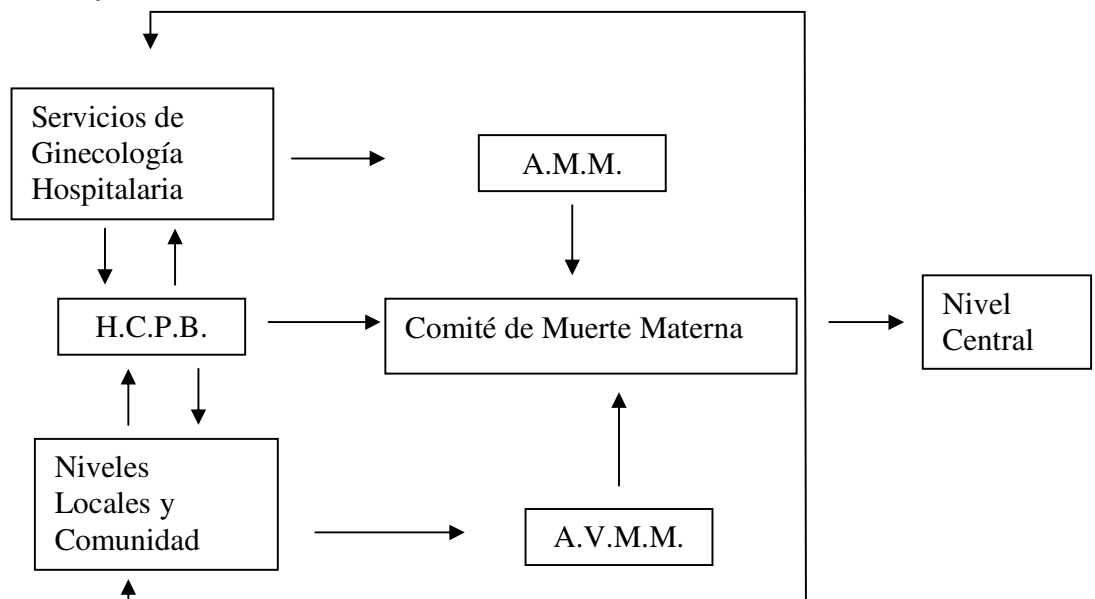 Servicios de
Ginecología
Hospitalaria
A.M.M.
H.C.P.B.
Comité de Muerte Materna
Nivel
Central
Niveles
Locales y
Comunidad
A.V.M.M.